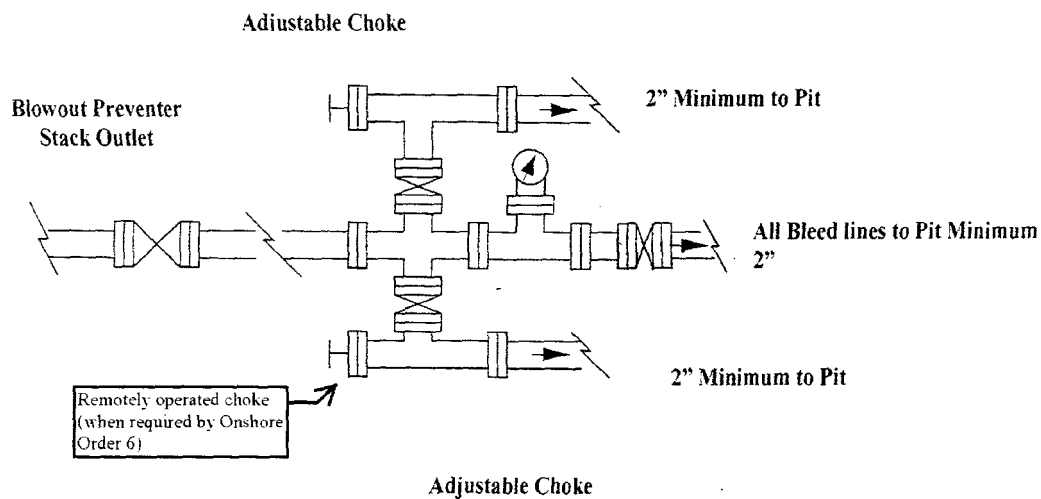 Adiustable Choke
2” Minimum to Pit
Blowout Preventer
Stack Outlet
All Bleed lines to Pit Minimum
2”
2” Minimum to Pit
Remotely operated choke
(when required by Onshore
Order 6)
Adjustable Choke